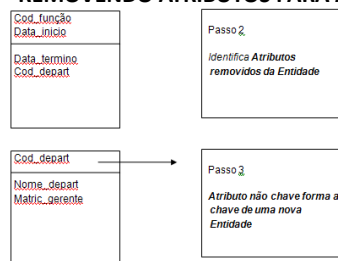 REMOVENDO ATRIBUTOS PARA
Cod_função
Data_inicio
Data_termino
Cod_depart
Passo 2
Identifica Atributos
removidos da Entidade
Cod_depart
Nome_depart
Matric_gerente
Passo 3
Atributo não chave forma a
chave de uma nova
Entidade